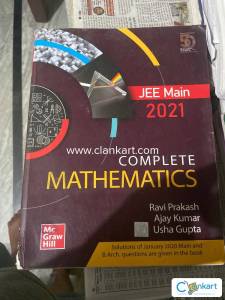 JEE Main
2021
www.clankart.com
COMPLETE
MATHEMATICS
Ravi Prakash
Ajay Kumar
Usha Gupta
Mc
Graw
Hill
Solutions of January 2020 Main and
B.Arch. questions are given in the book
Clankart